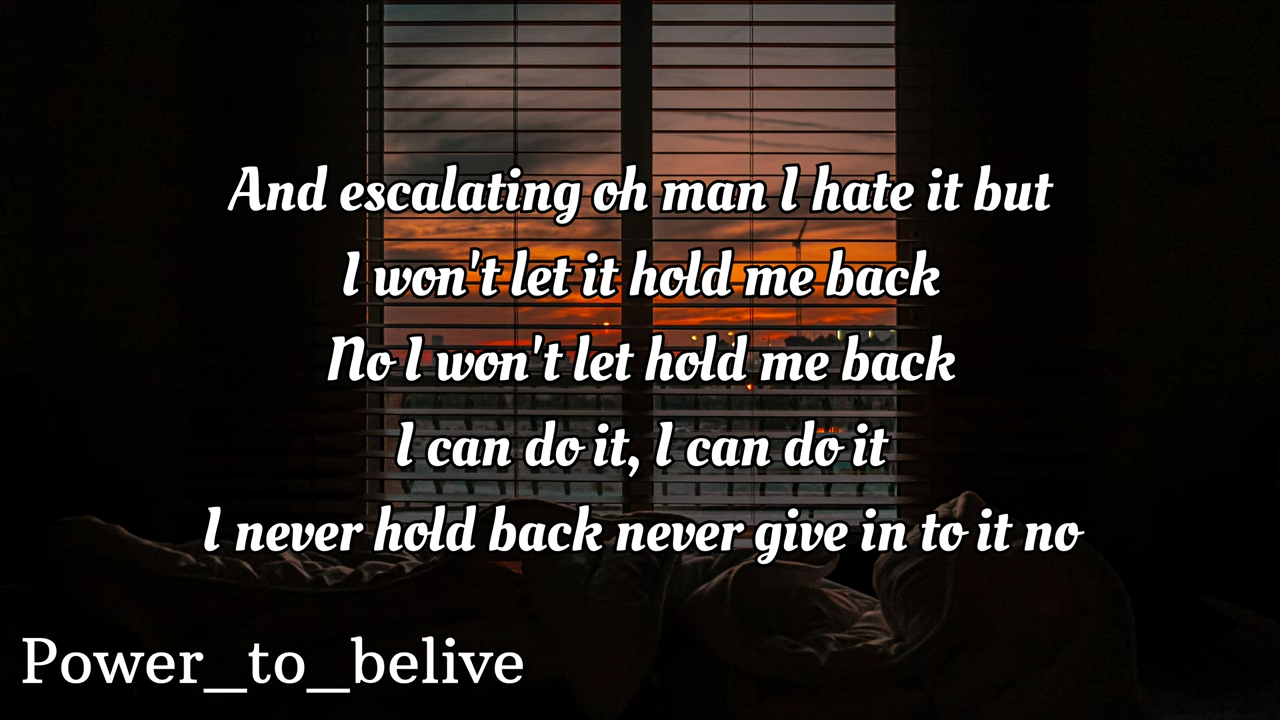 And escalating oh man I hate it but
I won't let it hold me back
No I won't let hold me back
I can do it, I can do it
I never hold back never give in to it no
Power_to_belive